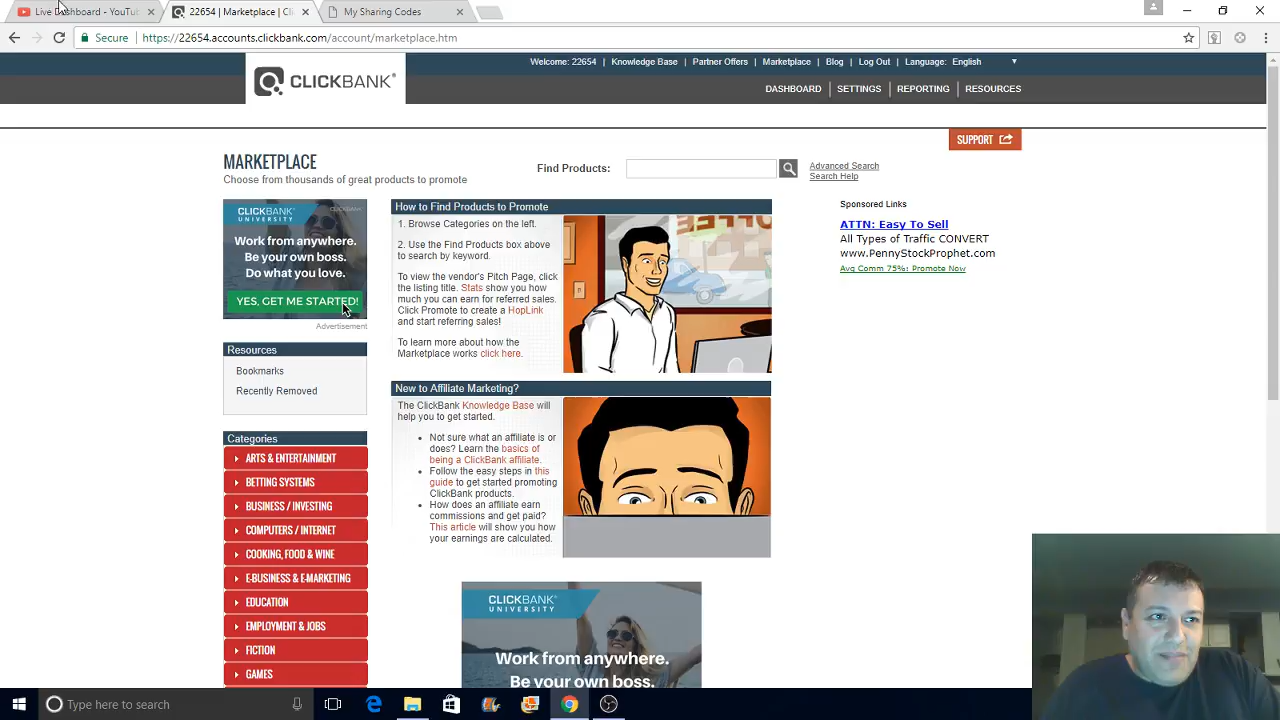 Live Dashboard - YouTu
22654 | Marketplace | Cli
My Sharing Codes
Secure
https://22654.accounts.clickbank.com/account/marketplace.htm
CLICKBANK®
Welcome: 22654 | Knowledge Base | Partner Offers | Marketplace | Blog | Log Out | Language: English ▼
DASHBOARD | SETTINGS | REPORTING | RESOURCES
SUPPORT
MARKETPLACE
Choose from thousands of great products to promote
Find Products:
Advanced Search
Search Help
CLICKBANK
UNIVERSITY
CLICKBANK
Work from anywhere.
Be your own boss.
Do what you love.
YES, GET ME STARTED!
Advertisement
Resources
Bookmarks
Recently Removed
Categories
ARTS & ENTERTAINMENT
BETTING SYSTEMS
BUSINESS / INVESTING
COMPUTERS / INTERNET
COOKING, FOOD & WINE
E-BUSINESS & E-MARKETING
EDUCATION
EMPLOYMENT & JOBS
FICTION
GAMES
How to Find Products to Promote
1. Browse Categories on the left.
2. Use the Find Products box above
to search by keyword.
To view the vendor's Pitch Page, click
the listing title. Stats show you how
much you can earn for referred sales.
Click Promote to create a HopLink
and start referring sales!
To learn more about how the
Marketplace works click here.
New to Affiliate Marketing?
The ClickBank Knowledge Base will
help you to get started.
• Not sure what an affiliate is or
does? Learn the basics of
being a ClickBank affiliate.
• Follow the easy steps in this
guide to get started promoting
ClickBank products.
• How does an affiliate earn
commissions and get paid?
This article will show you how
your earnings are calculated.
CLICKBANK®
UNIVERSITY
Work from anywhere.
Be your own boss.
Sponsored Links
ATTN: Easy To Sell
All Types of Traffic CONVERT
www.PennyStockProphet.com
Avg Comm 75%: Promote Now
Type here to search